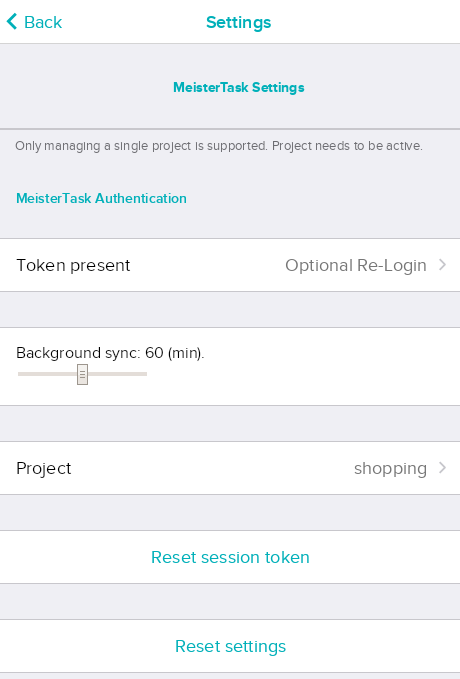 Back
Settings
MeisterTask Settings
Only managing a single project is supported. Project needs to be active.
MeisterTask Authentication
Token present
Optional Re-Login
Background sync: 60 (min).
Project
shopping
Reset session token
Reset settings